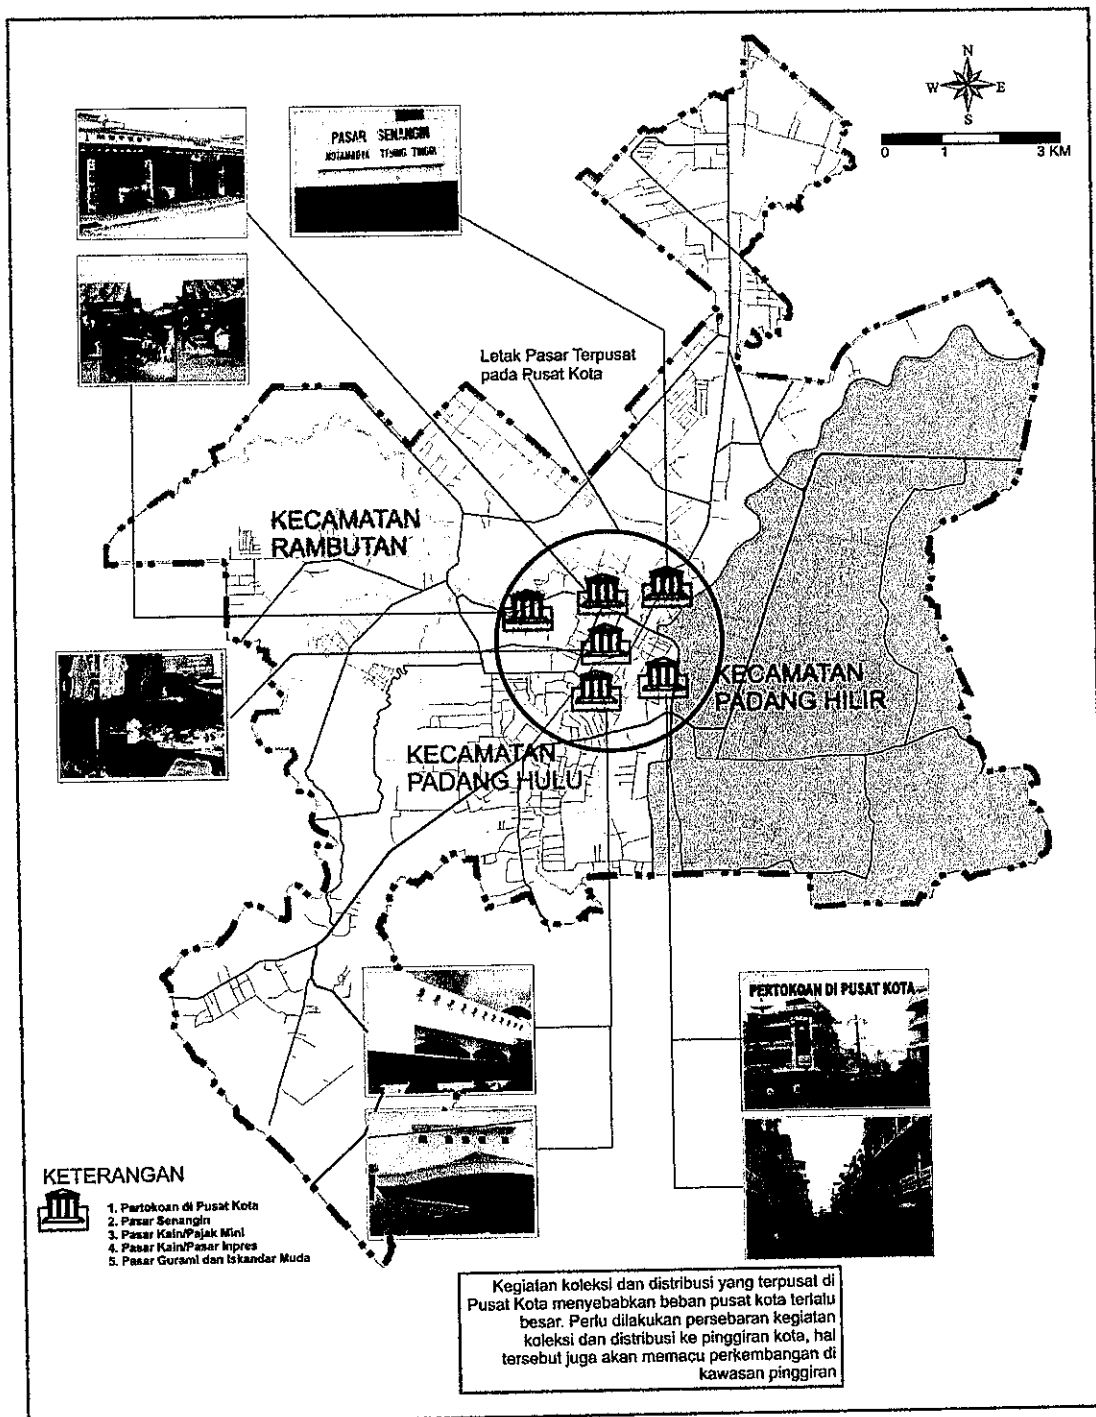 N
W E
S
0 1 3 KM
PASAR SENANGIN
KOTAMADYA TEBING TINGGI
Letak Pasar Terpusat
pada Pusat Kota
KECAMATAN
RAMBUTAN
KECAMATAN
PADANG HILIR
KECAMATAN
PADANG HULU
PERTOKOAN DI PUSAT KOTA
KETERANGAN
1. Pertokoan di Pusat Kota
2. Pasar Senangin
3. Pasar Kain/Pajak Mini
4. Pasar Kain/Pasar Inpres
5. Pasar Gurami dan Iskandar Muda
Kegiatan koleksi dan distribusi yang terpusat di
Pusat Kota menyebabkan beban pusat kota terlalu
besar. Perlu dilakukan persebaran kegiatan
koleksi dan distribusi ke pinggiran kota, hal
tersebut juga akan memacu perkembangan di
kawasan pinggiran